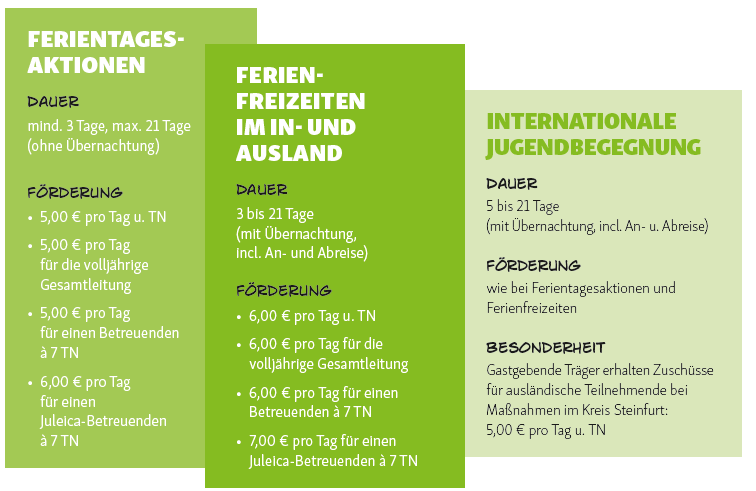 FERIENTAGES-
AKTIONEN
DAUER
mind. 3 Tage, max. 21 Tage
(ohne Übernachtung)
FÖRDERUNG
• 5,00 € pro Tag u. TN
• 5,00 € pro Tag
für die volljährige
Gesamtleitung
• 5,00 € pro Tag
für einen Betreuenden
à 7 TN
• 6,00 € pro Tag
für einen
Juleica-Betreuenden
à 7 TN
FERIEN-
FREIZEITEN
IM IN- UND
AUSLAND
DAUER
3 bis 21 Tage
(mit Übernachtung,
incl. An- und Abreise)
FÖRDERUNG
• 6,00 € pro Tag u. TN
• 6,00 € pro Tag für die
volljährige Gesamtleitung
• 6,00 € pro Tag für einen
Betreuenden à 7 TN
• 7,00 € pro Tag für einen
Juleica-Betreuenden à 7 TN
INTERNATIONALE
JUGENDBEGEGNUNG
DAUER
5 bis 21 Tage
(mit Übernachtung, incl. An- u. Abreise)
FÖRDERUNG
wie bei Ferientagesaktionen und
Ferienfreizeiten
BESONDERHEIT
Gastgebende Träger erhalten Zuschüsse
für ausländische Teilnehmende bei
Maßnahmen im Kreis Steinfurt:
5,00 € pro Tag u. TN